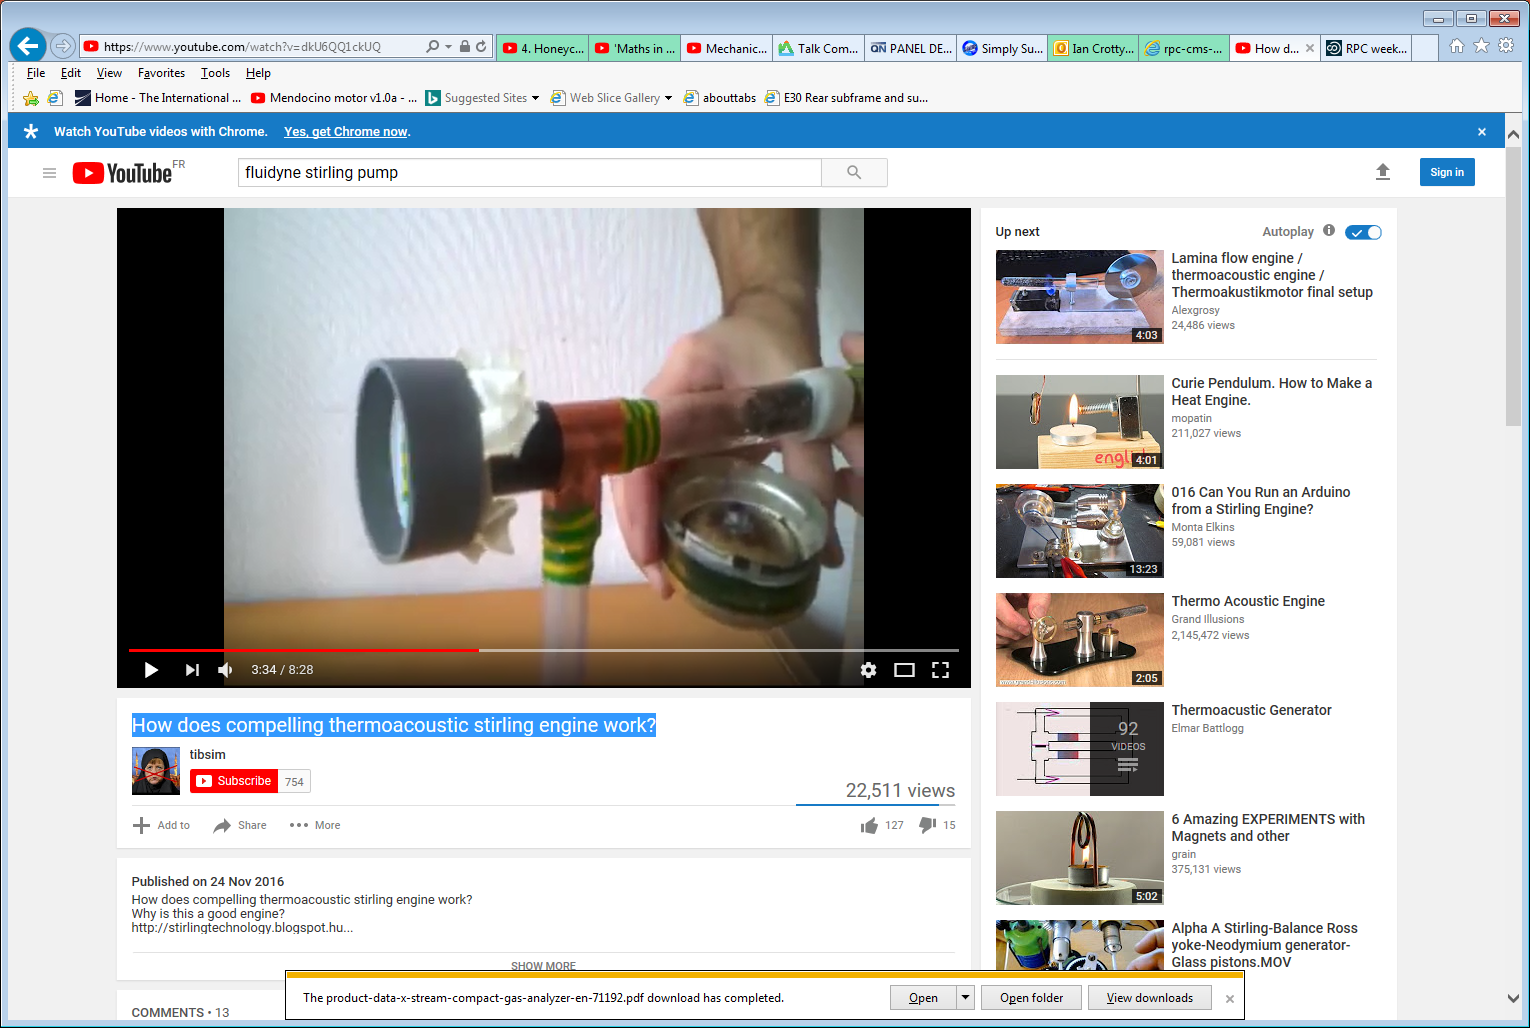 https://www.youtube.com/watch?v=dkU6QQ1ckUQ
4. Honeyc...
'Maths in ...
Mechanic...
Talk Com...
PANEL DE...
Simply Su...
Ian Crotty...
rpc-cms-...
How d...
RPC week...
File Edit View Favorites Tools Help
Home - The International ...
Mendocino motor v1.0a - ...
Suggested Sites
Web Slice Gallery
abouttabs
E30 Rear subframe and su...
Watch YouTube videos with Chrome. Yes, get Chrome now.
YouTube FR
fluidyne stirling pump
Sign in
3:34 / 8:28
How does compelling thermoacoustic stirling engine work?
tibsim
Subscribe 754
22,511 views
Add to Share More
127 15
Published on 24 Nov 2016
How does compelling thermoacoustic stirling engine work?
Why is this a good engine?
http://stirlingtechnology.blogspot.hu...
SHOW MORE
COMMENTS • 13
Up next
Autoplay
Lamina flow engine /
thermoacoustic engine /
Thermoakustikmotor final setup
Alexgrosy
24,486 views
4:03
Curie Pendulum. How to Make a
Heat Engine.
mopatin
211,027 views
4:01
016 Can You Run an Arduino
from a Stirling Engine?
Monta Elkins
59,081 views
13:23
Thermo Acoustic Engine
Grand Illusions
2,145,472 views
2:05
Thermoacustic Generator
Elmar Battlogg
92
VIDEOS
6 Amazing EXPERIMENTS with
Magnets and other
grain
375,131 views
5:02
Alpha A Stirling-Balance Ross
yoke-Neodymium generator-
Glass pistons.MOV
The product-data-x-stream-compact-gas-analyzer-en-71192.pdf download has completed.
Open
Open folder
View downloads